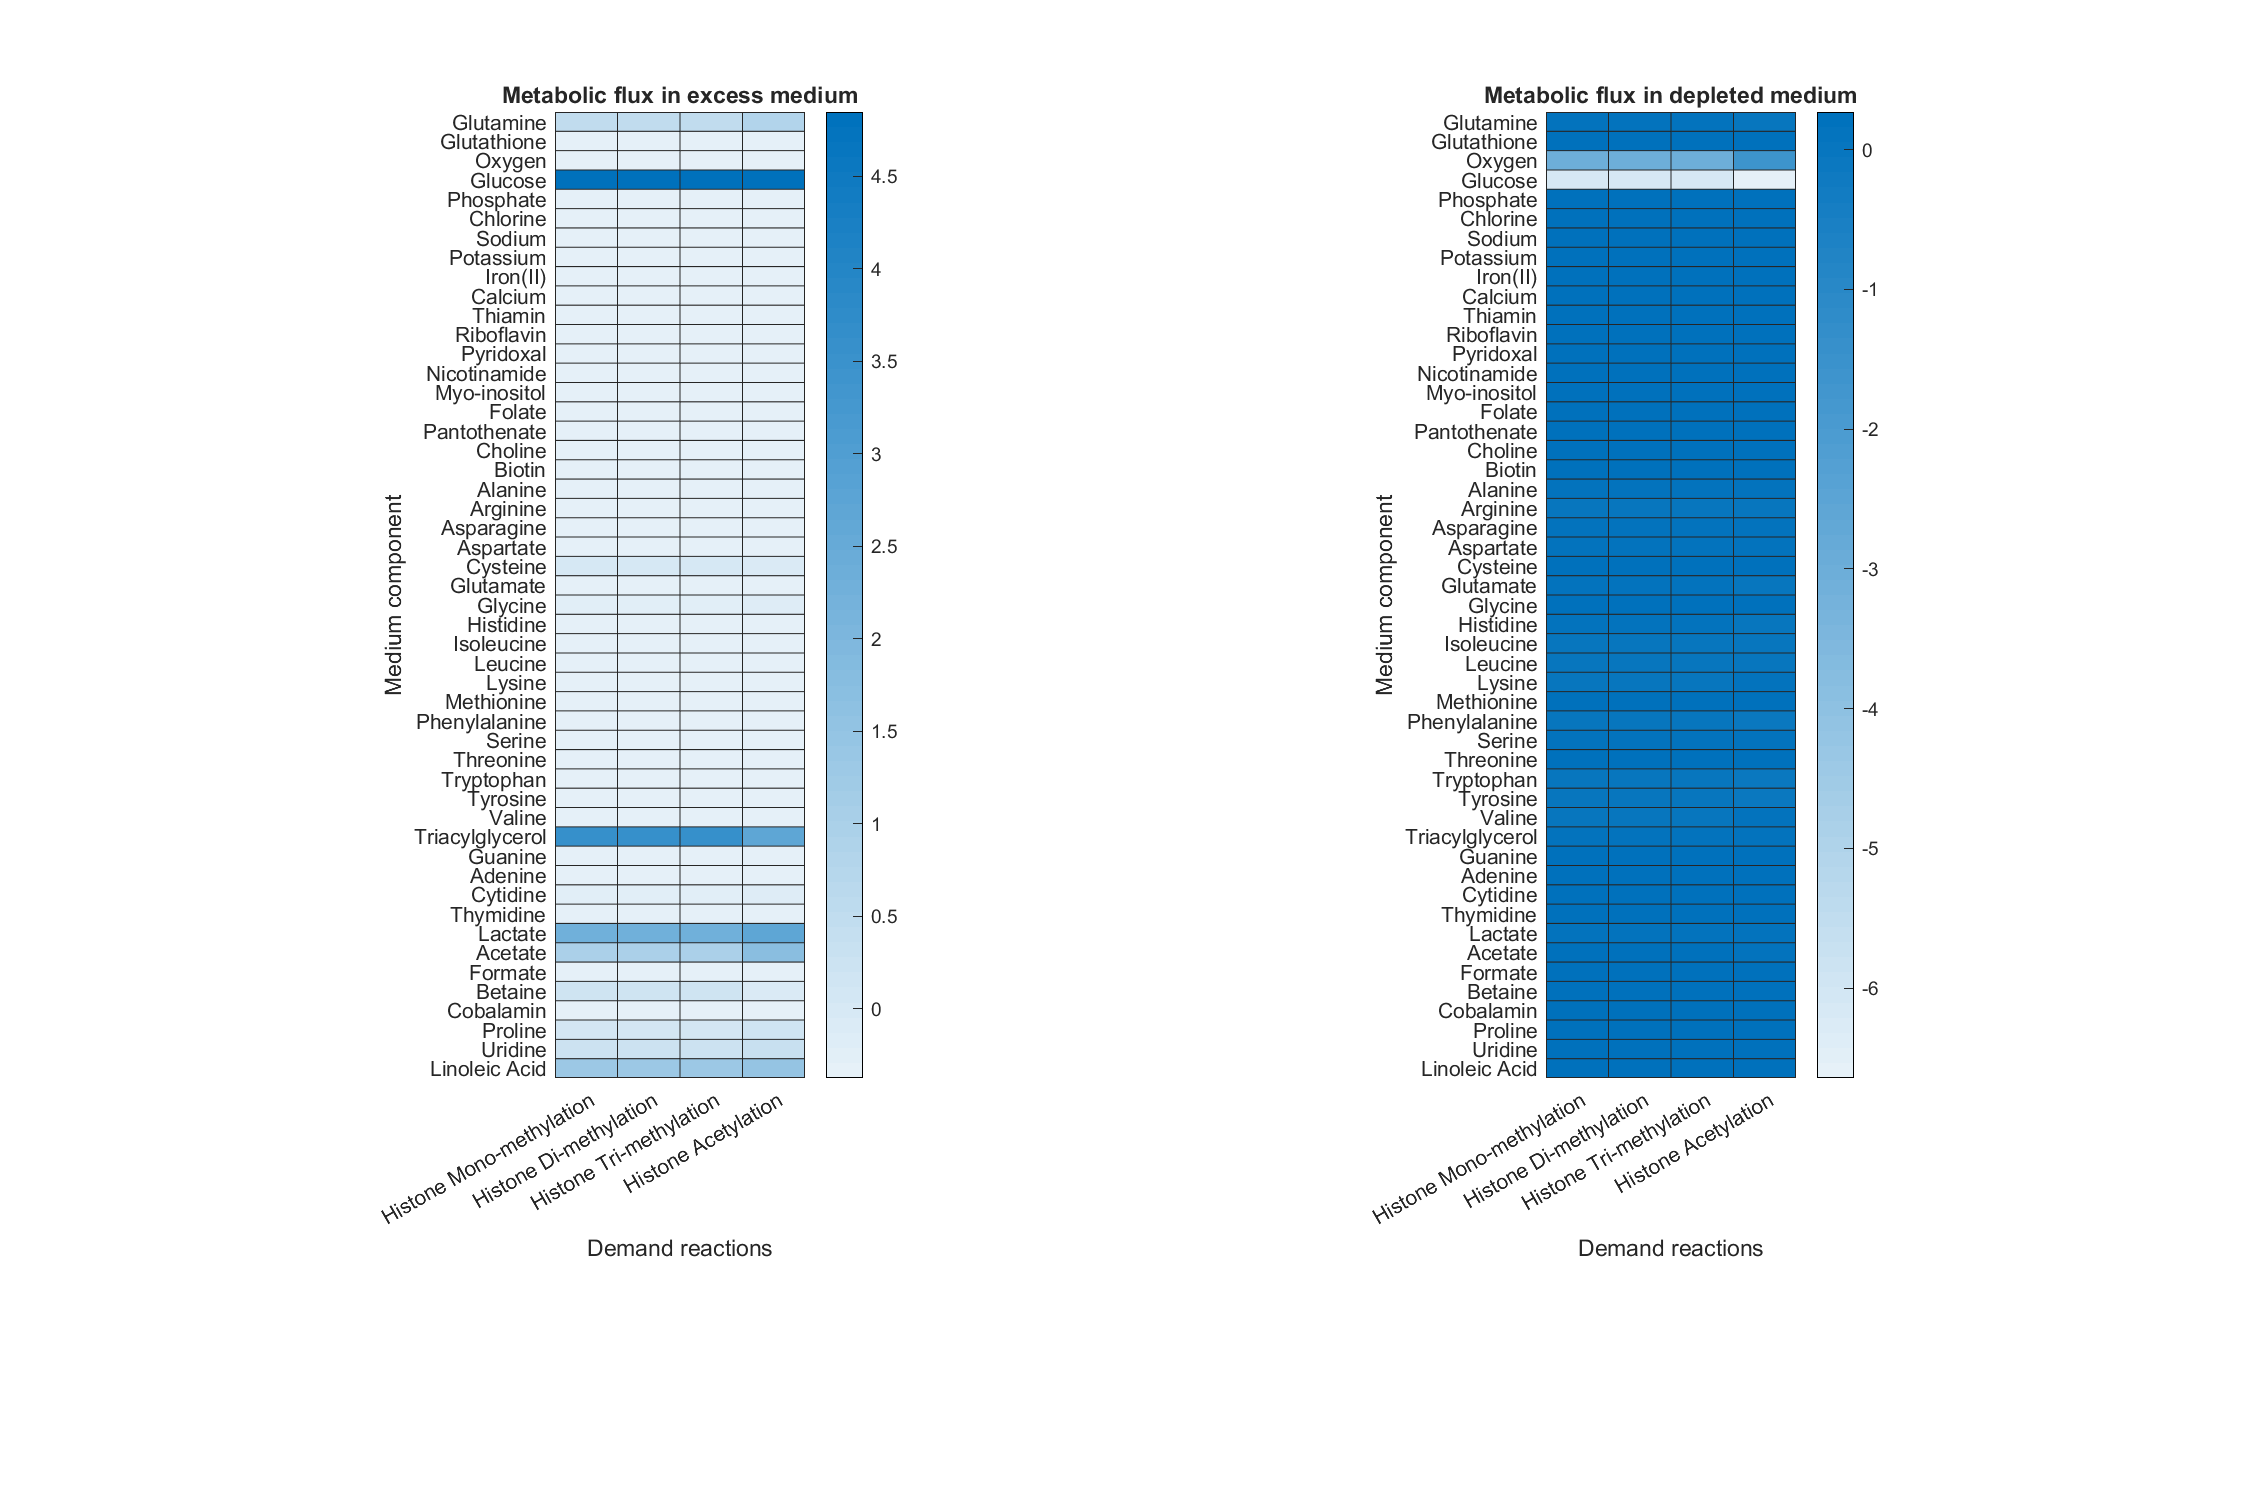 Metabolic flux in excess medium
Glutamine
Glutathione
Oxygen
Glucose
Phosphate
Chlorine
Sodium
Potassium
Iron(II)
Calcium
Thiamin
Riboflavin
Pyridoxal
Nicotinamide
Myo-inositol
Folate
Pantothenate
Choline
Biotin
Alanine
Arginine
Asparagine
Aspartate
Cysteine
Glutamate
Glycine
Histidine
Isoleucine
Leucine
Lysine
Methionine
Phenylalanine
Serine
Threonine
Tryptophan
Tyrosine
Valine
Triacylglycerol
Guanine
Adenine
Cytidine
Thymidine
Lactate
Acetate
Formate
Betaine
Cobalamin
Proline
Uridine
Linoleic Acid
Medium component
4.5
4
3.5
3
2.5
2
1.5
1
0.5
0
Histone Mono-methylation
Histone Di-methylation
Histone Tri-methylation
Histone Acetylation
Demand reactions
Metabolic flux in depleted medium
Glutamine
Glutathione
Oxygen
Glucose
Phosphate
Chlorine
Sodium
Potassium
Iron(II)
Calcium
Thiamin
Riboflavin
Pyridoxal
Nicotinamide
Myo-inositol
Folate
Pantothenate
Choline
Biotin
Alanine
Arginine
Asparagine
Aspartate
Cysteine
Glutamate
Glycine
Histidine
Isoleucine
Leucine
Lysine
Methionine
Phenylalanine
Serine
Threonine
Tryptophan
Tyrosine
Valine
Triacylglycerol
Guanine
Adenine
Cytidine
Thymidine
Lactate
Acetate
Formate
Betaine
Cobalamin
Proline
Uridine
Linoleic Acid
Medium component
0
-1
-2
-3
-4
-5
-6
Histone Mono-methylation
Histone Di-methylation
Histone Tri-methylation
Histone Acetylation
Demand reactions